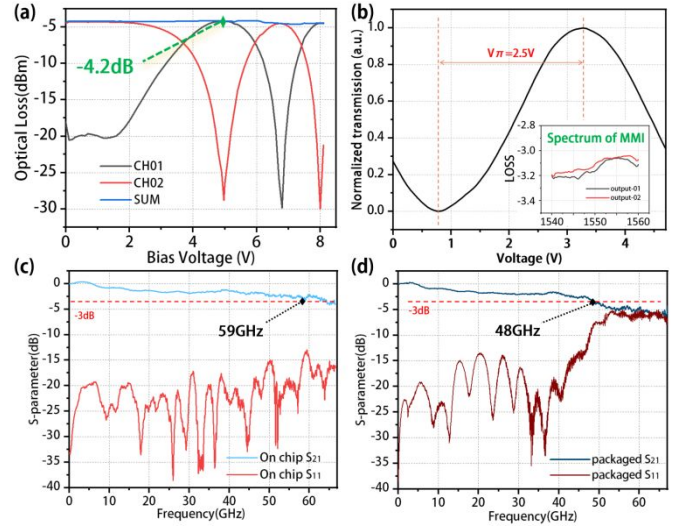 (a)
-5
-10
-15
-20
-25
-30
Optical Loss(dBm)
-4.2dB
CH01
CH02
SUM
0 2 4 6 8
Bias Voltage (V)
(b)
1.0
0.8
0.6
0.4
0.2
0.0
Normalized transmission (a.u.)
Vπ=2.5V
Spectrum of MMI
-2.8
-3.0
-3.2
-3.4
LOSS
output-01
output-02
1540 1550 1560
0 1 2 3 4
Voltage (V)
(c)
0
-5
-10
-15
-20
-25
-30
-35
-40
S-parameter(dB)
-3dB
59GHz
On chip S21
On chip S11
0 10 20 30 40 50 60
Frequency(GHz)
(d)
0
-5
-10
-15
-20
-25
-30
-35
-40
S-parameter(dB)
-3dB
48GHz
packaged S21
packaged S11
0 10 20 30 40 50 60
Frequency(GHz)